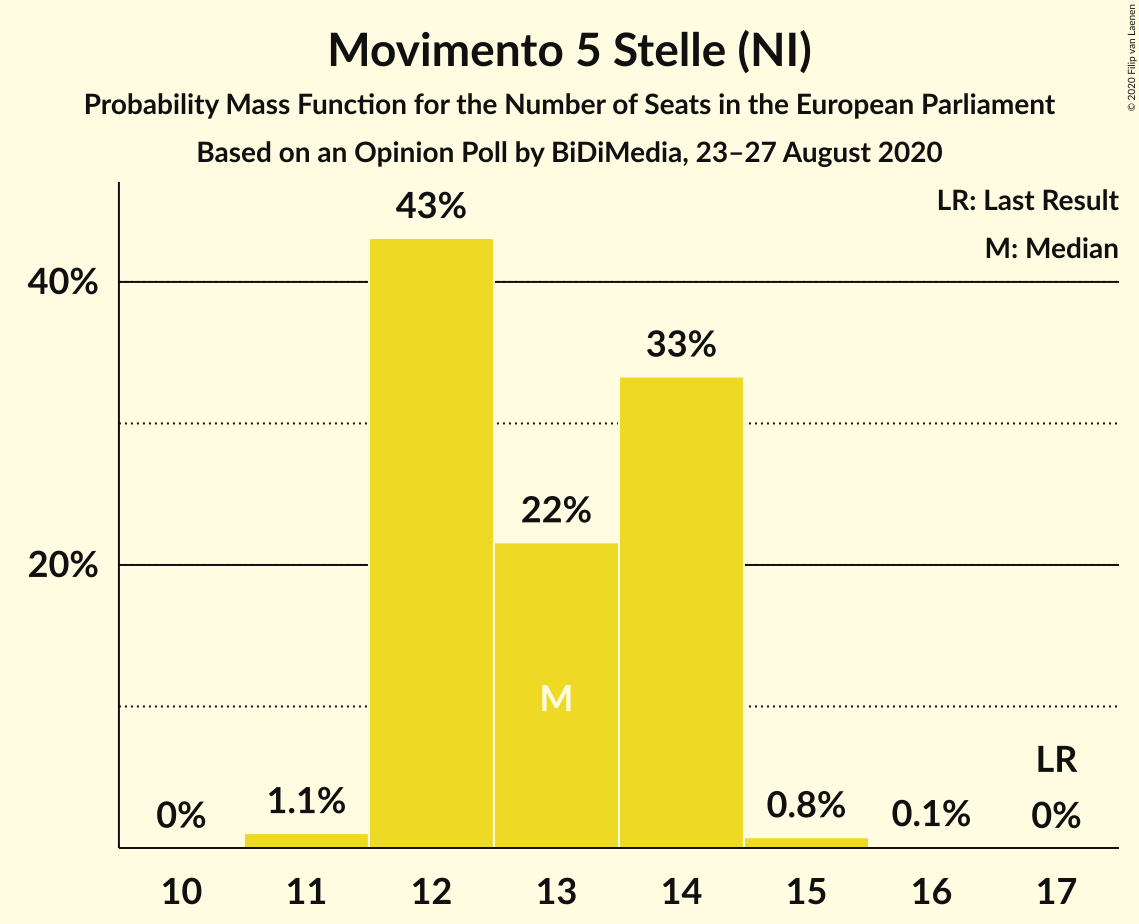 Movimento 5 Stelle (NI)
Probability Mass Function for the Number of Seats in the European Parliament
Based on an Opinion Poll by BiDiMedia, 23–27 August 2020
© 2020 Filip van Laenen
LR: Last Result
M: Median
40%
20%
0%
1.1%
43%
22%
M
33%
0.8%
0.1%
LR
0%
10 11 12 13 14 15 16 17